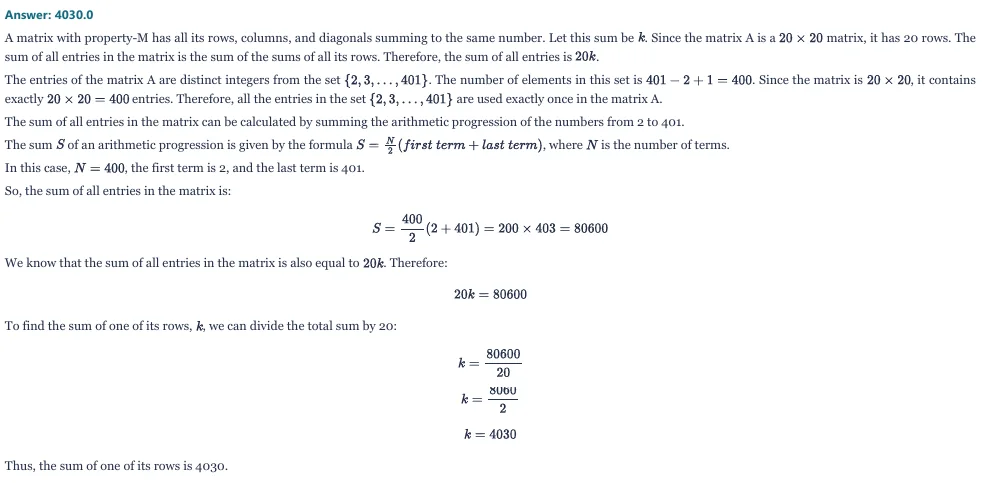 Answer: 4030.0
A matrix with property-M has all its rows, columns, and diagonals summing to the same number. Let this sum be k. Since the matrix A is a 20 × 20 matrix, it has 20 rows. The
sum of all entries in the matrix is the sum of the sums of all its rows. Therefore, the sum of all entries is 20k.
The entries of the matrix A are distinct integers from the set {2, 3, . . . , 401}. The number of elements in this set is 401 − 2 + 1 = 400. Since the matrix is 20 × 20, it contains
exactly 20 × 20 = 400 entries. Therefore, all the entries in the set {2, 3, . . . , 401} are used exactly once in the matrix A.
The sum of all entries in the matrix can be calculated by summing the arithmetic progression of the numbers from 2 to 401.
The sum S of an arithmetic progression is given by the formula S = N/2 (first term + last term), where N is the number of terms.
In this case, N = 400, the first term is 2, and the last term is 401.
So, the sum of all entries in the matrix is:
S = 400/2 (2 + 401) = 200 × 403 = 80600
We know that the sum of all entries in the matrix is also equal to 20k. Therefore:
20k = 80600
To find the sum of one of its rows, k, we can divide the total sum by 20:
k = 80600/20
k = 8060/2
k = 4030
Thus, the sum of one of its rows is 4030.